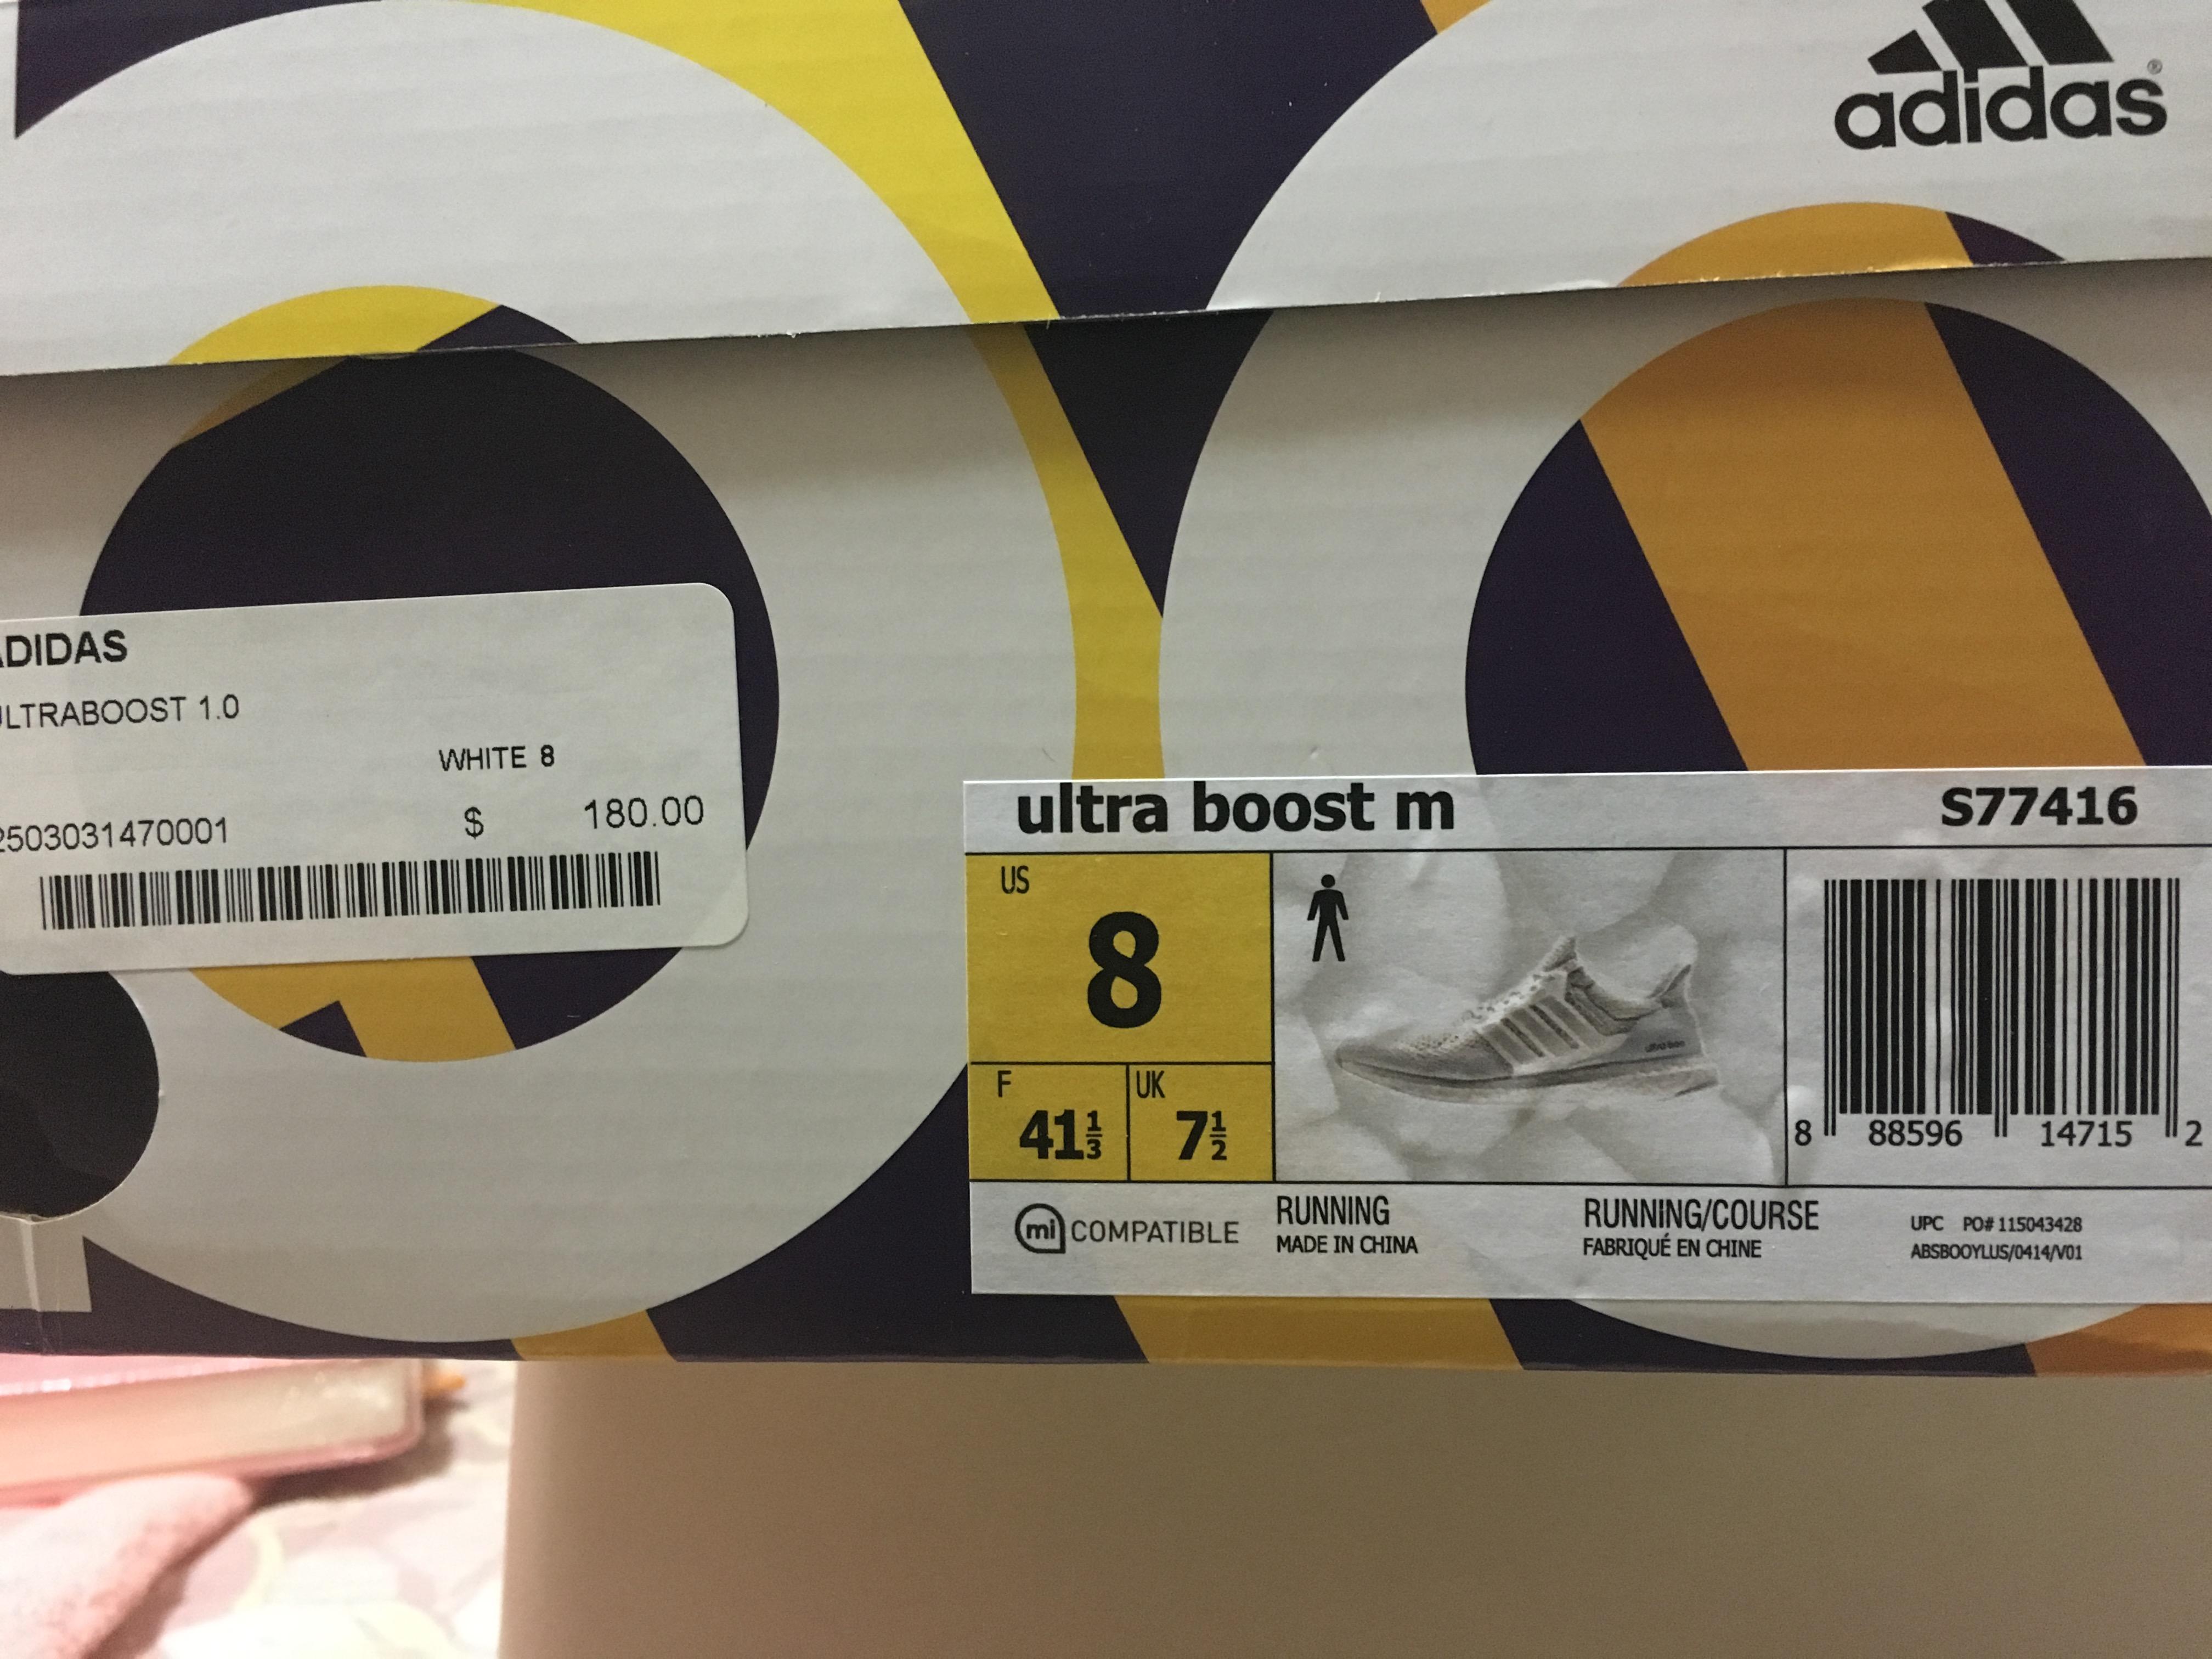 adidas
ADIDAS
ULTRABOOST 1.0
WHITE 8
2503031470001 $ 180.00
ultra boost m S77416
US
8
F 41⅓ UK 7½
ultra boost
8 88596 14715 2
mi COMPATIBLE
RUNNING
MADE IN CHINA
RUNNING/COURSE
FABRIQUÉ EN CHINE
UPC PO# 115043428
ABSBOOYLUS/0414/V01